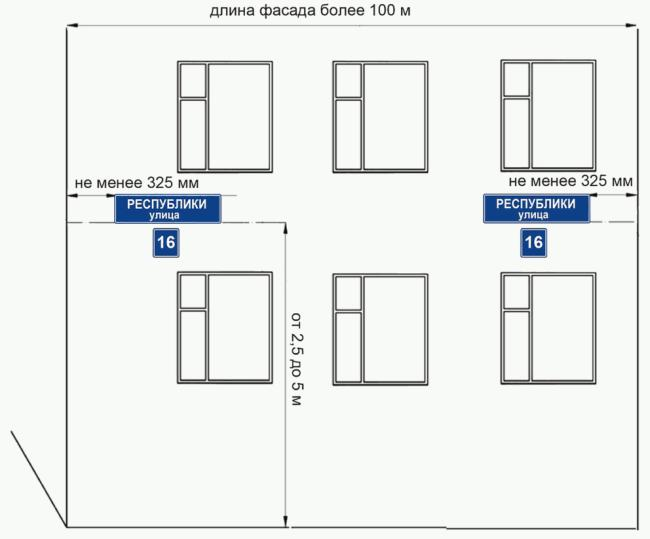 длина фасада более 100 м
не менее 325 мм
не менее 325 мм
РЕСПУБЛИКИ
улица
РЕСПУБЛИКИ
улица
16
16
от 2,5 до 5 м